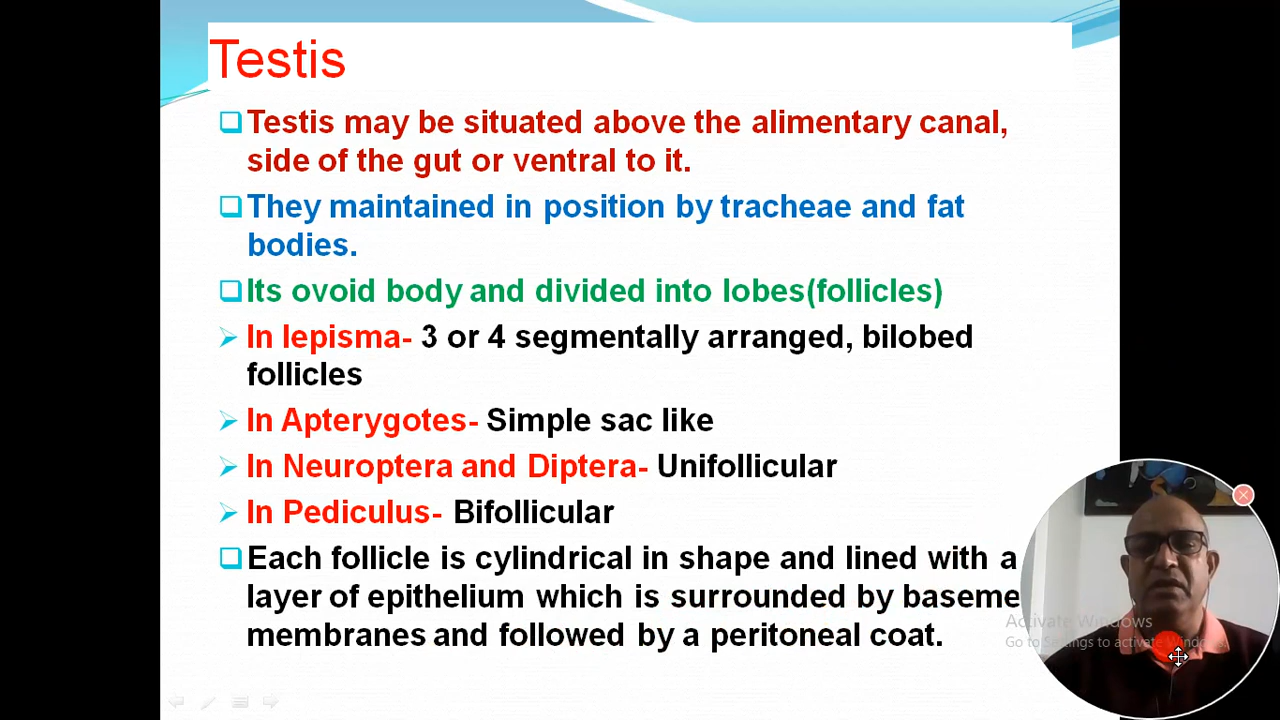 Testis
Testis may be situated above the alimentary canal,
side of the gut or ventral to it.
They maintained in position by tracheae and fat
bodies.
Its ovoid body and divided into lobes(follicles)
In lepisma- 3 or 4 segmentally arranged, bilobed
follicles
In Apterygotes- Simple sac like
In Neuroptera and Diptera- Unifollicular
In Pediculus- Bifollicular
Each follicle is cylindrical in shape and lined with a
layer of epithelium which is surrounded by baseme
membranes and followed by a peritoneal coat.
Activate Windows
Go to Settings to activate Windows.